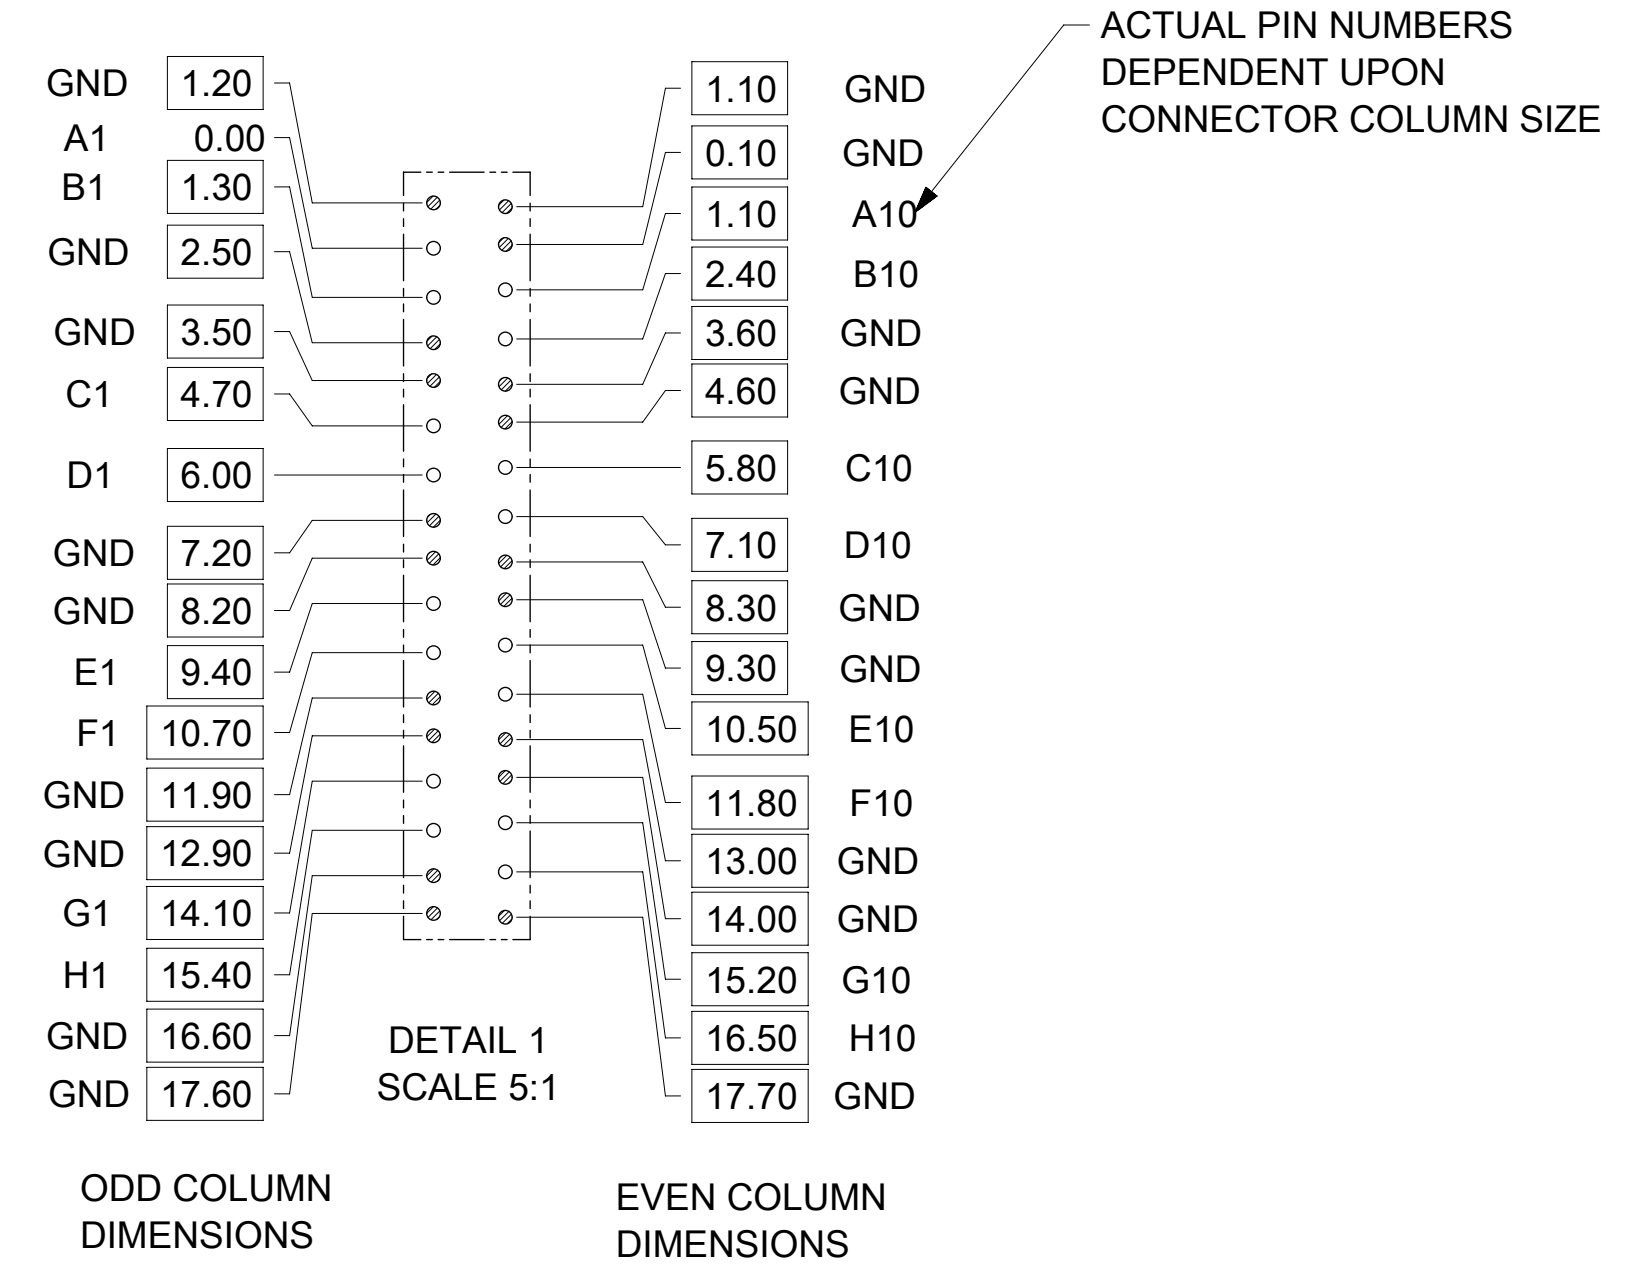 ACTUAL PIN NUMBERS
DEPENDENT UPON
CONNECTOR COLUMN SIZE
GND 1.20
A1 0.00
B1 1.30
GND 2.50
GND 3.50
C1 4.70
D1 6.00
GND 7.20
GND 8.20
E1 9.40
F1 10.70
GND 11.90
GND 12.90
G1 14.10
H1 15.40
GND 16.60
GND 17.60
1.10 GND
0.10 GND
1.10 A10
2.40 B10
3.60 GND
4.60 GND
5.80 C10
7.10 D10
8.30 GND
9.30 GND
10.50 E10
11.80 F10
13.00 GND
14.00 GND
15.20 G10
16.50 H10
17.70 GND
DETAIL 1
SCALE 5:1
ODD COLUMN
DIMENSIONS
EVEN COLUMN
DIMENSIONS